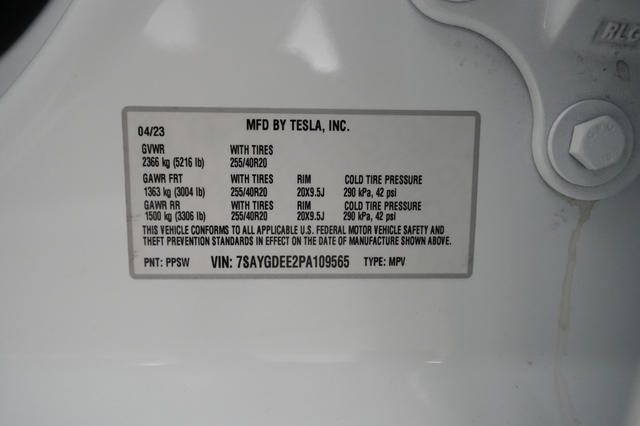 RLC
04/23 MFD BY TESLA, INC.
GVWR WITH TIRES
2366 kg (5216 lb) 255/40R20
GAWR FRT WITH TIRES RIM COLD TIRE PRESSURE
1363 kg (3004 lb) 255/40R20 20X9.5J 290 kPa, 42 psi
GAWR RR WITH TIRES RIM COLD TIRE PRESSURE
1500 kg (3306 lb) 255/40R20 20X9.5J 290 kPa, 42 psi
THIS VEHICLE CONFORMS TO ALL APPLICABLE U.S. FEDERAL MOTOR VEHICLE SAFETY AND
THEFT PREVENTION STANDARDS IN EFFECT ON THE DATE OF MANUFACTURE SHOWN ABOVE.
PNT: PPSW VIN: 7SAYGDEE2PA109565 TYPE: MPV